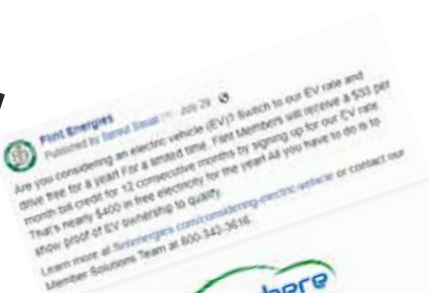 Flint Energies
Published by July 29
Are you considering an electric vehicle (EV)? Switch to our EV rate and
drive free for a year! For a limited time, Flint Members will receive a $33 per
month bill credit for 12 consecutive months by signing up for our EV rate.
That's nearly $400 in free electricity for the year! All you have to do is to
show proof of EV ownership to qualify.
Learn more at flintenergies.com/considering-electric-vehicle or contact our
Member Solutions Team at 800-342-3616.